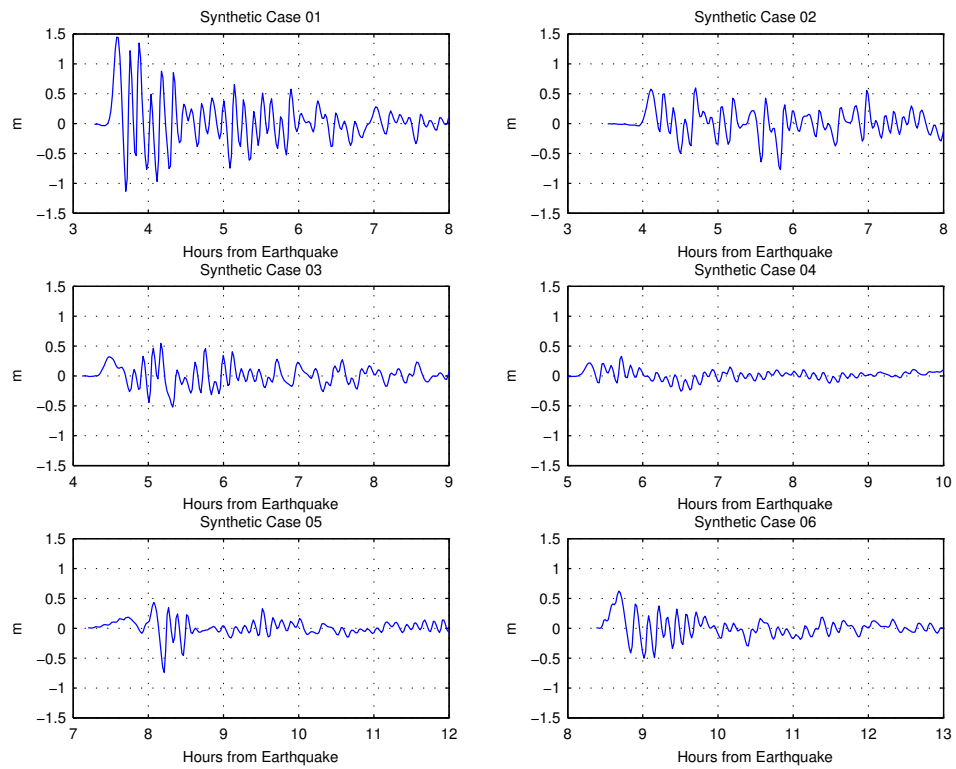 Synthetic Case 01
1.5
1
0.5
0
−0.5
−1
−1.5
m
3 4 5 6 7 8
Hours from Earthquake
Synthetic Case 02
1.5
1
0.5
0
−0.5
−1
−1.5
m
3 4 5 6 7 8
Hours from Earthquake
Synthetic Case 03
1.5
1
0.5
0
−0.5
−1
−1.5
m
4 5 6 7 8 9
Hours from Earthquake
Synthetic Case 04
1.5
1
0.5
0
−0.5
−1
−1.5
m
5 6 7 8 9 10
Hours from Earthquake
Synthetic Case 05
1.5
1
0.5
0
−0.5
−1
−1.5
m
7 8 9 10 11 12
Hours from Earthquake
Synthetic Case 06
1.5
1
0.5
0
−0.5
−1
−1.5
m
8 9 10 11 12 13
Hours from Earthquake